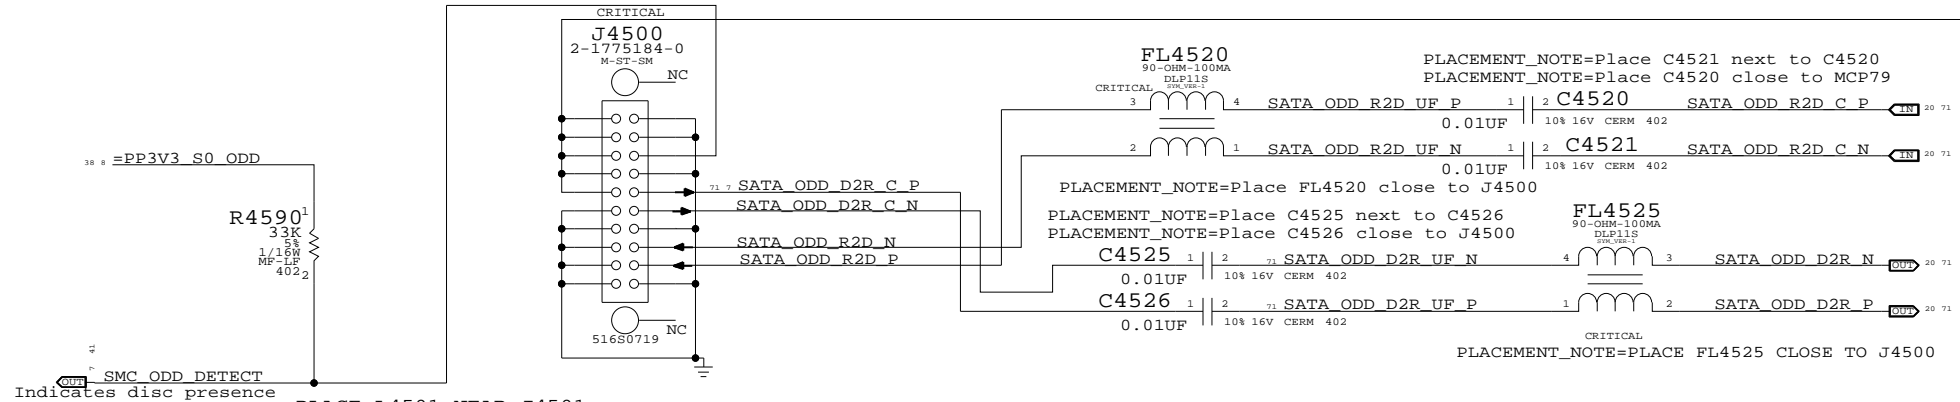 CRITICAL
J4500
2-1775184-0
M-ST-SM
NC
NC
516S0719
38 8 =PP3V3_S0_ODD
R4590
1
33K
5%
1/16W
MF-LF
402
2
41
7
OUT SMC_ODD_DETECT
Indicates disc presence
71 7 SATA_ODD_D2R_C_P
SATA_ODD_D2R_C_N
SATA_ODD_R2D_N
SATA_ODD_R2D_P
FL4520
90-OHM-100MA
DLP11S
SYM_VER-1
CRITICAL
3 4 SATA_ODD_R2D_UF_P 1 2 C4520 SATA_ODD_R2D_C_P IN 20 71
0.01UF 10% 16V CERM 402
2 1 SATA_ODD_R2D_UF_N 1 2 C4521 SATA_ODD_R2D_C_N IN 20 71
0.01UF 10% 16V CERM 402
PLACEMENT_NOTE=Place C4521 next to C4520
PLACEMENT_NOTE=Place C4520 close to MCP79
PLACEMENT_NOTE=Place FL4520 close to J4500
PLACEMENT_NOTE=Place C4525 next to C4526
PLACEMENT_NOTE=Place C4526 close to J4500
FL4525
90-OHM-100MA
DLP11S
SYM_VER-1
C4525 1 2 71 SATA_ODD_D2R_UF_N 4 3 SATA_ODD_D2R_N OUT 20 71
0.01UF 10% 16V CERM 402
C4526 1 2 71 SATA_ODD_D2R_UF_P 1 2 SATA_ODD_D2R_P OUT 20 71
0.01UF 10% 16V CERM 402
CRITICAL
PLACEMENT_NOTE=PLACE FL4525 CLOSE TO J4500